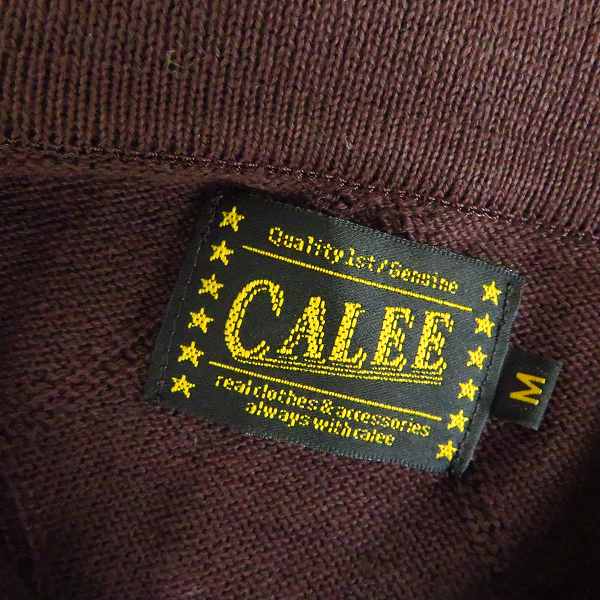 Quality 1st/Genuine
CALEE
real clothes & accessories
always with calee
M